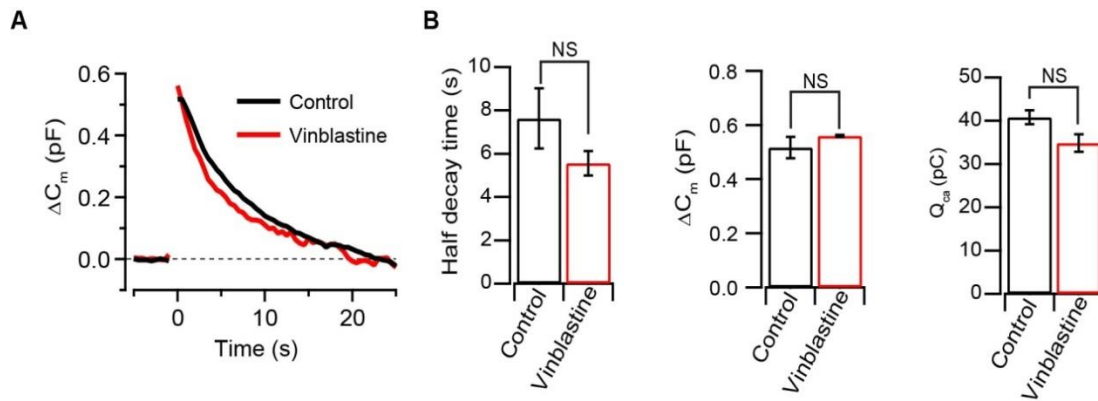 A
ΔCm (pF)
0.6
0.4
0.2
0.0
0
10
20
Time (s)
Control
Vinblastine
B
Half decay time (s)
10
8
6
4
2
0
NS
Control
Vinblastine
ΔCm (pF)
0.8
0.6
0.4
0.2
0.0
NS
Control
Vinblastine
Qca (pC)
50
40
30
20
10
0
NS
Control
Vinblastine